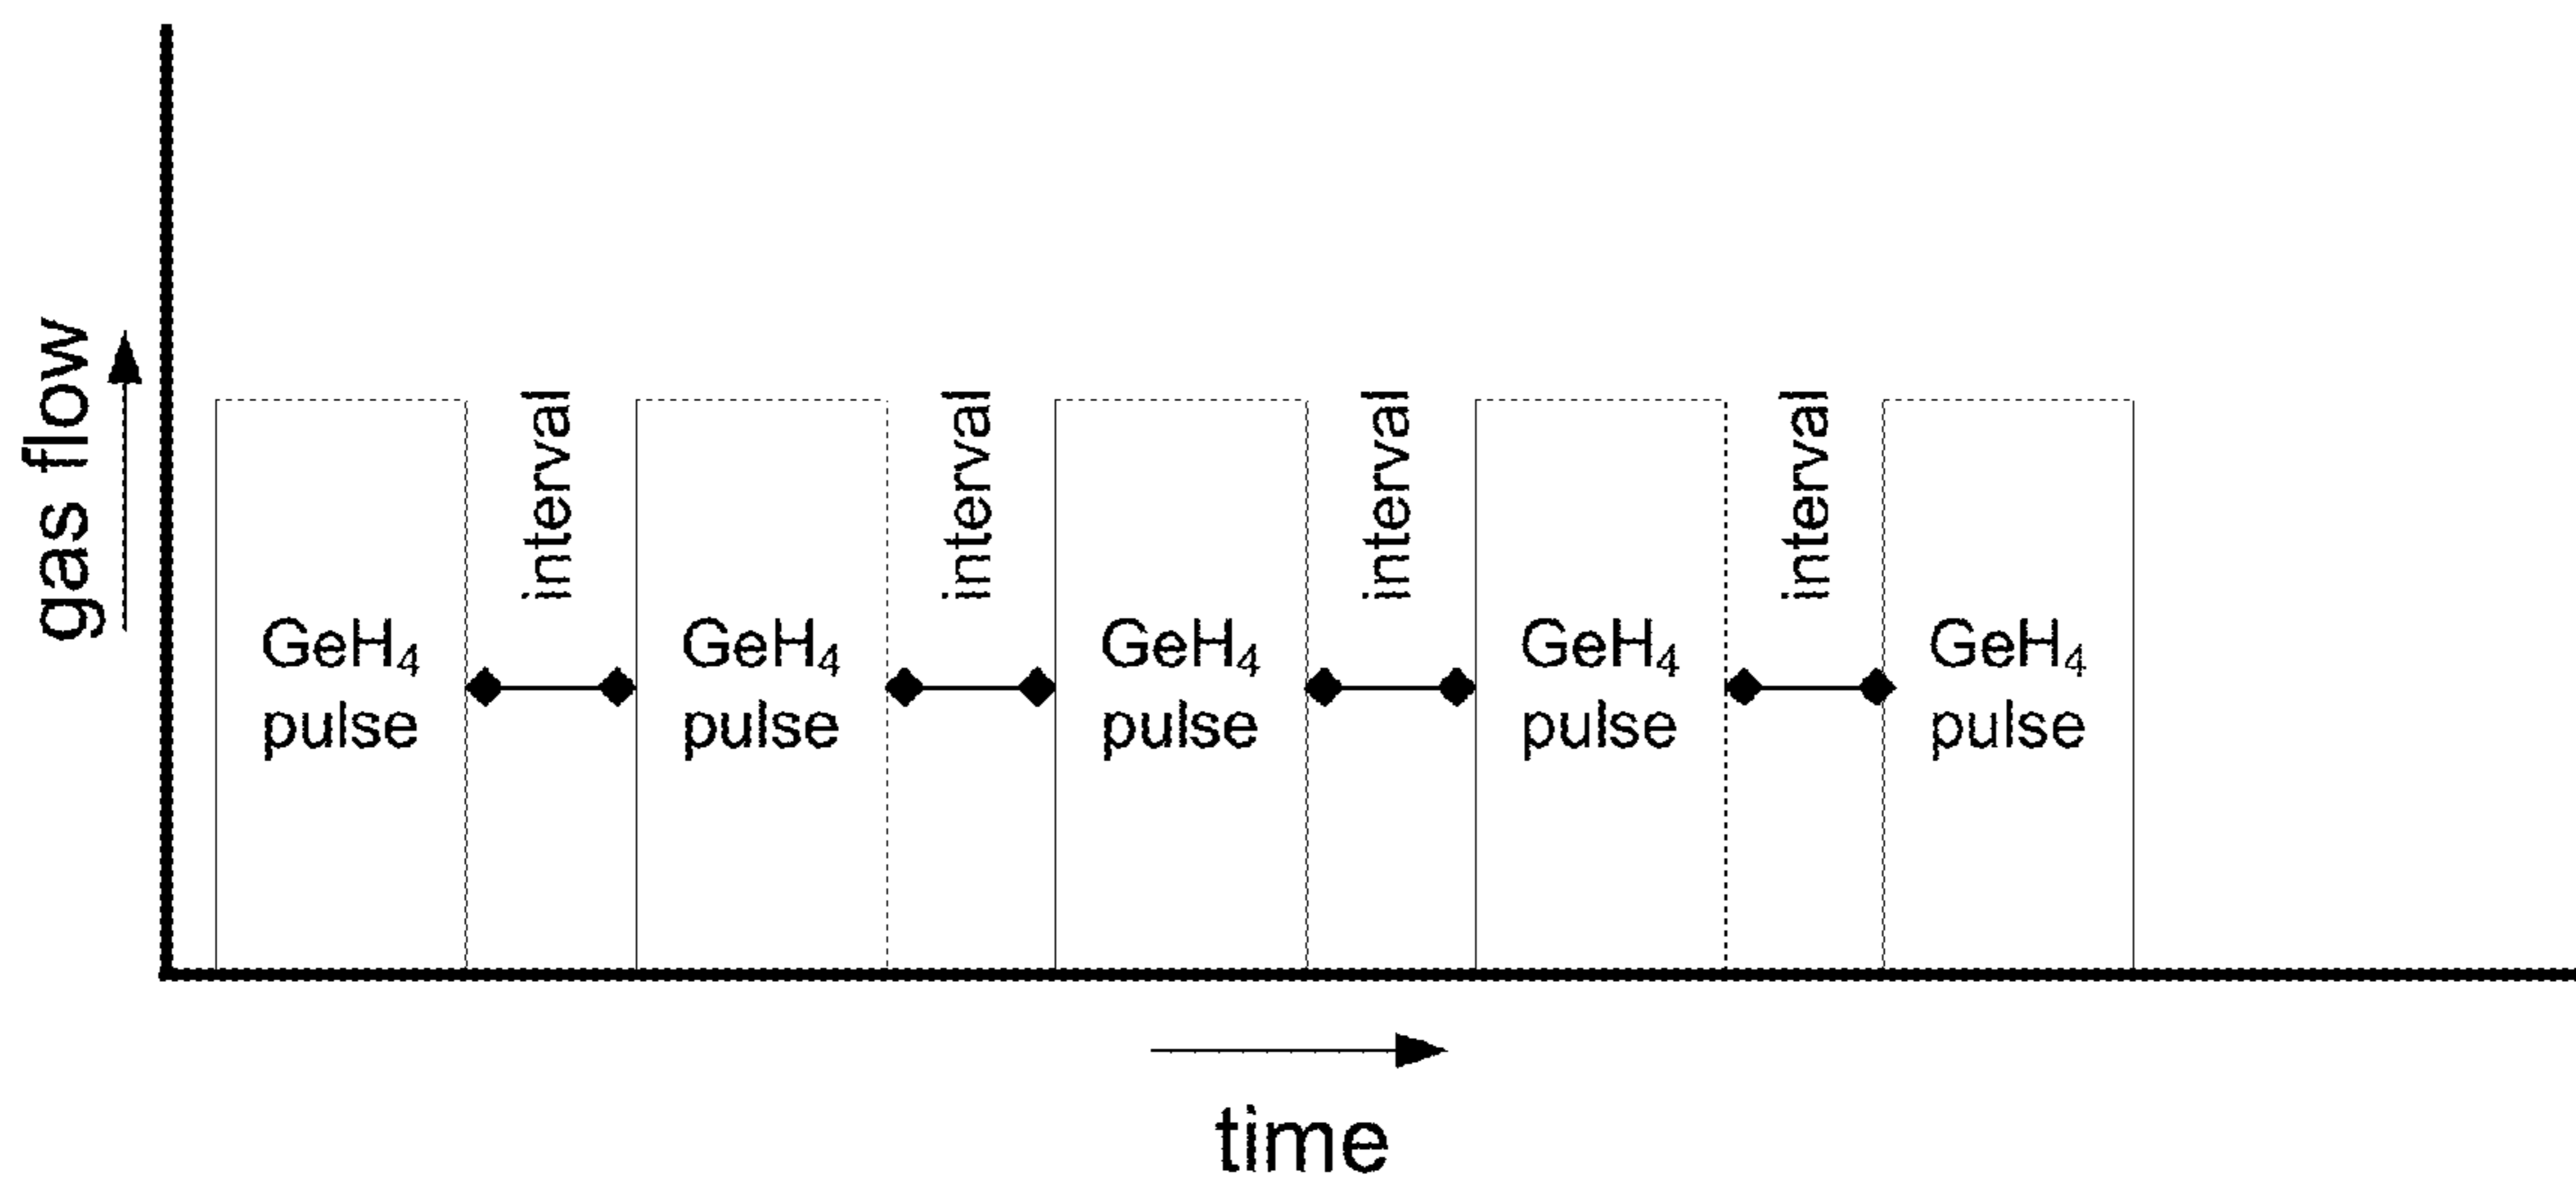 gas flow
GeH₄
pulse
interval
GeH₄
pulse
interval
GeH₄
pulse
interval
GeH₄
pulse
interval
GeH₄
pulse
time